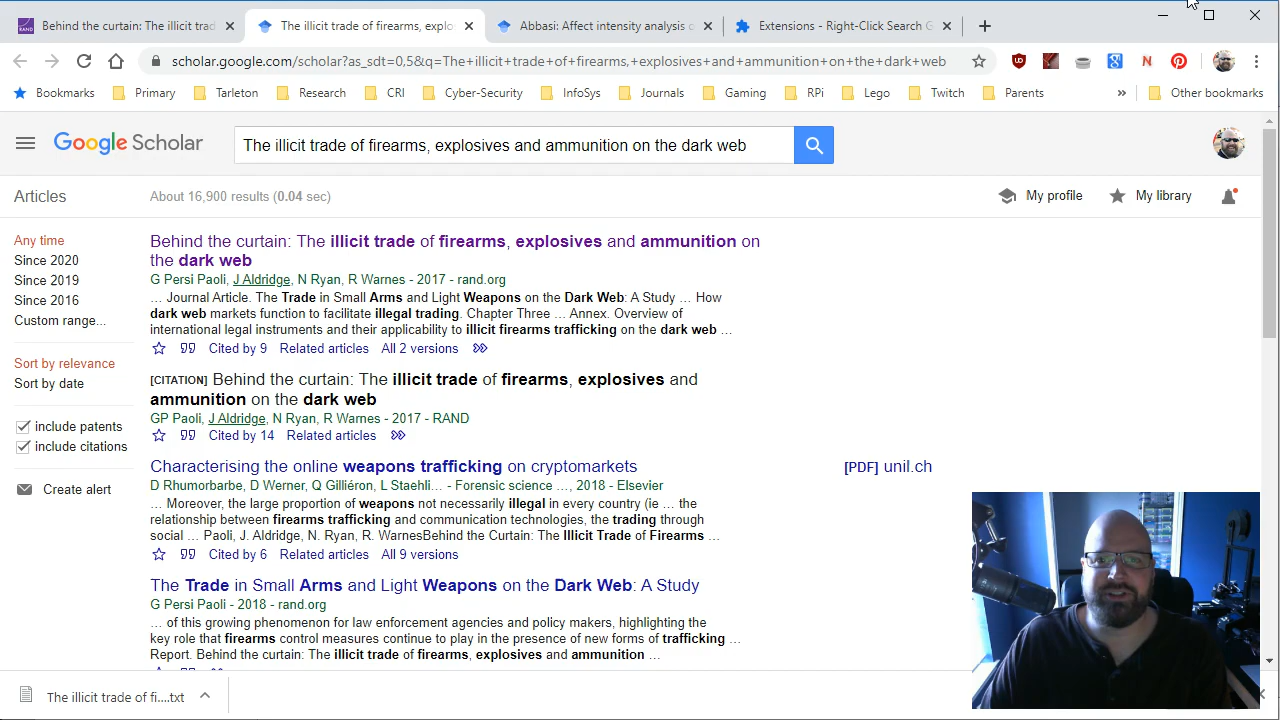 Behind the curtain: The illicit trad
The illicit trade of firearms, explo
Abbasi: Affect intensity analysis o
Extensions - Right-Click Search G
scholar.google.com/scholar?as_sdt=0,5&q=The+illicit+trade+of+firearms,+explosives+and+ammunition+on+the+dark+web
Bookmarks
Primary
Tarleton
Research
CRI
Cyber-Security
InfoSys
Journals
Gaming
RPi
Lego
Twitch
Parents
»
Other bookmarks
Google Scholar
The illicit trade of firearms, explosives and ammunition on the dark web
Articles
About 16,900 results (0.04 sec)
My profile
My library
Any time
Since 2020
Since 2019
Since 2016
Custom range...
Sort by relevance
Sort by date
include patents
include citations
Create alert
Behind the curtain: The illicit trade of firearms, explosives and ammunition on
the dark web
G Persi Paoli, J Aldridge, N Ryan, R Warnes - 2017 - rand.org
… Journal Article. The Trade in Small Arms and Light Weapons on the Dark Web: A Study … How
dark web markets function to facilitate illegal trading. Chapter Three … Annex. Overview of
international legal instruments and their applicability to illicit firearms trafficking on the dark web …
Cited by 9 Related articles All 2 versions
[CITATION] Behind the curtain: The illicit trade of firearms, explosives and
ammunition on the dark web
GP Paoli, J Aldridge, N Ryan, R Warnes - 2017 - RAND
Cited by 14 Related articles
Characterising the online weapons trafficking on cryptomarkets
[PDF] unil.ch
D Rhumorbarbe, D Werner, Q Gilliéron, L Staehli… - Forensic science …, 2018 - Elsevier
… Moreover, the large proportion of weapons not necessarily illegal in every country (ie … the
relationship between firearms trafficking and communication technologies, the trading through
social … Paoli, J. Aldridge, N. Ryan, R. WarnesBehind the Curtain: The Illicit Trade of Firearms …
Cited by 6 Related articles All 9 versions
The Trade in Small Arms and Light Weapons on the Dark Web: A Study
G Persi Paoli - 2018 - rand.org
… of this growing phenomenon for law enforcement agencies and policy makers, highlighting the
key role that firearms control measures continue to play in the presence of new forms of trafficking …
Report. Behind the curtain: The illicit trade of firearms, explosives and ammunition …
The illicit trade of fi....txt